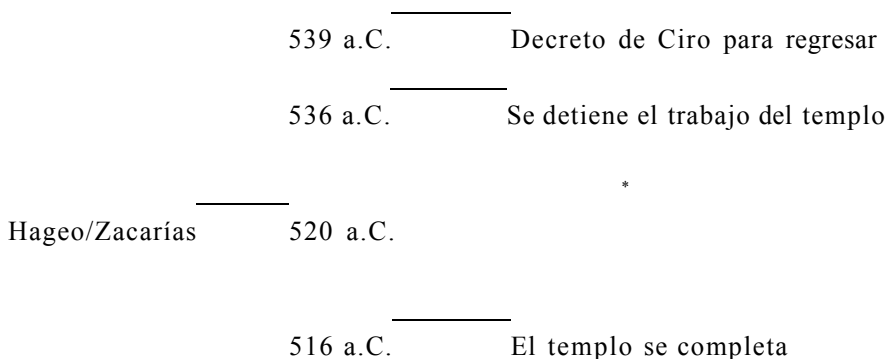 539 a.C. Decreto de Ciro para regresar
536 a.C. Se detiene el trabajo del templo
*
Hageo/Zacarías 520 a.C.
516 a.C. El templo se completa